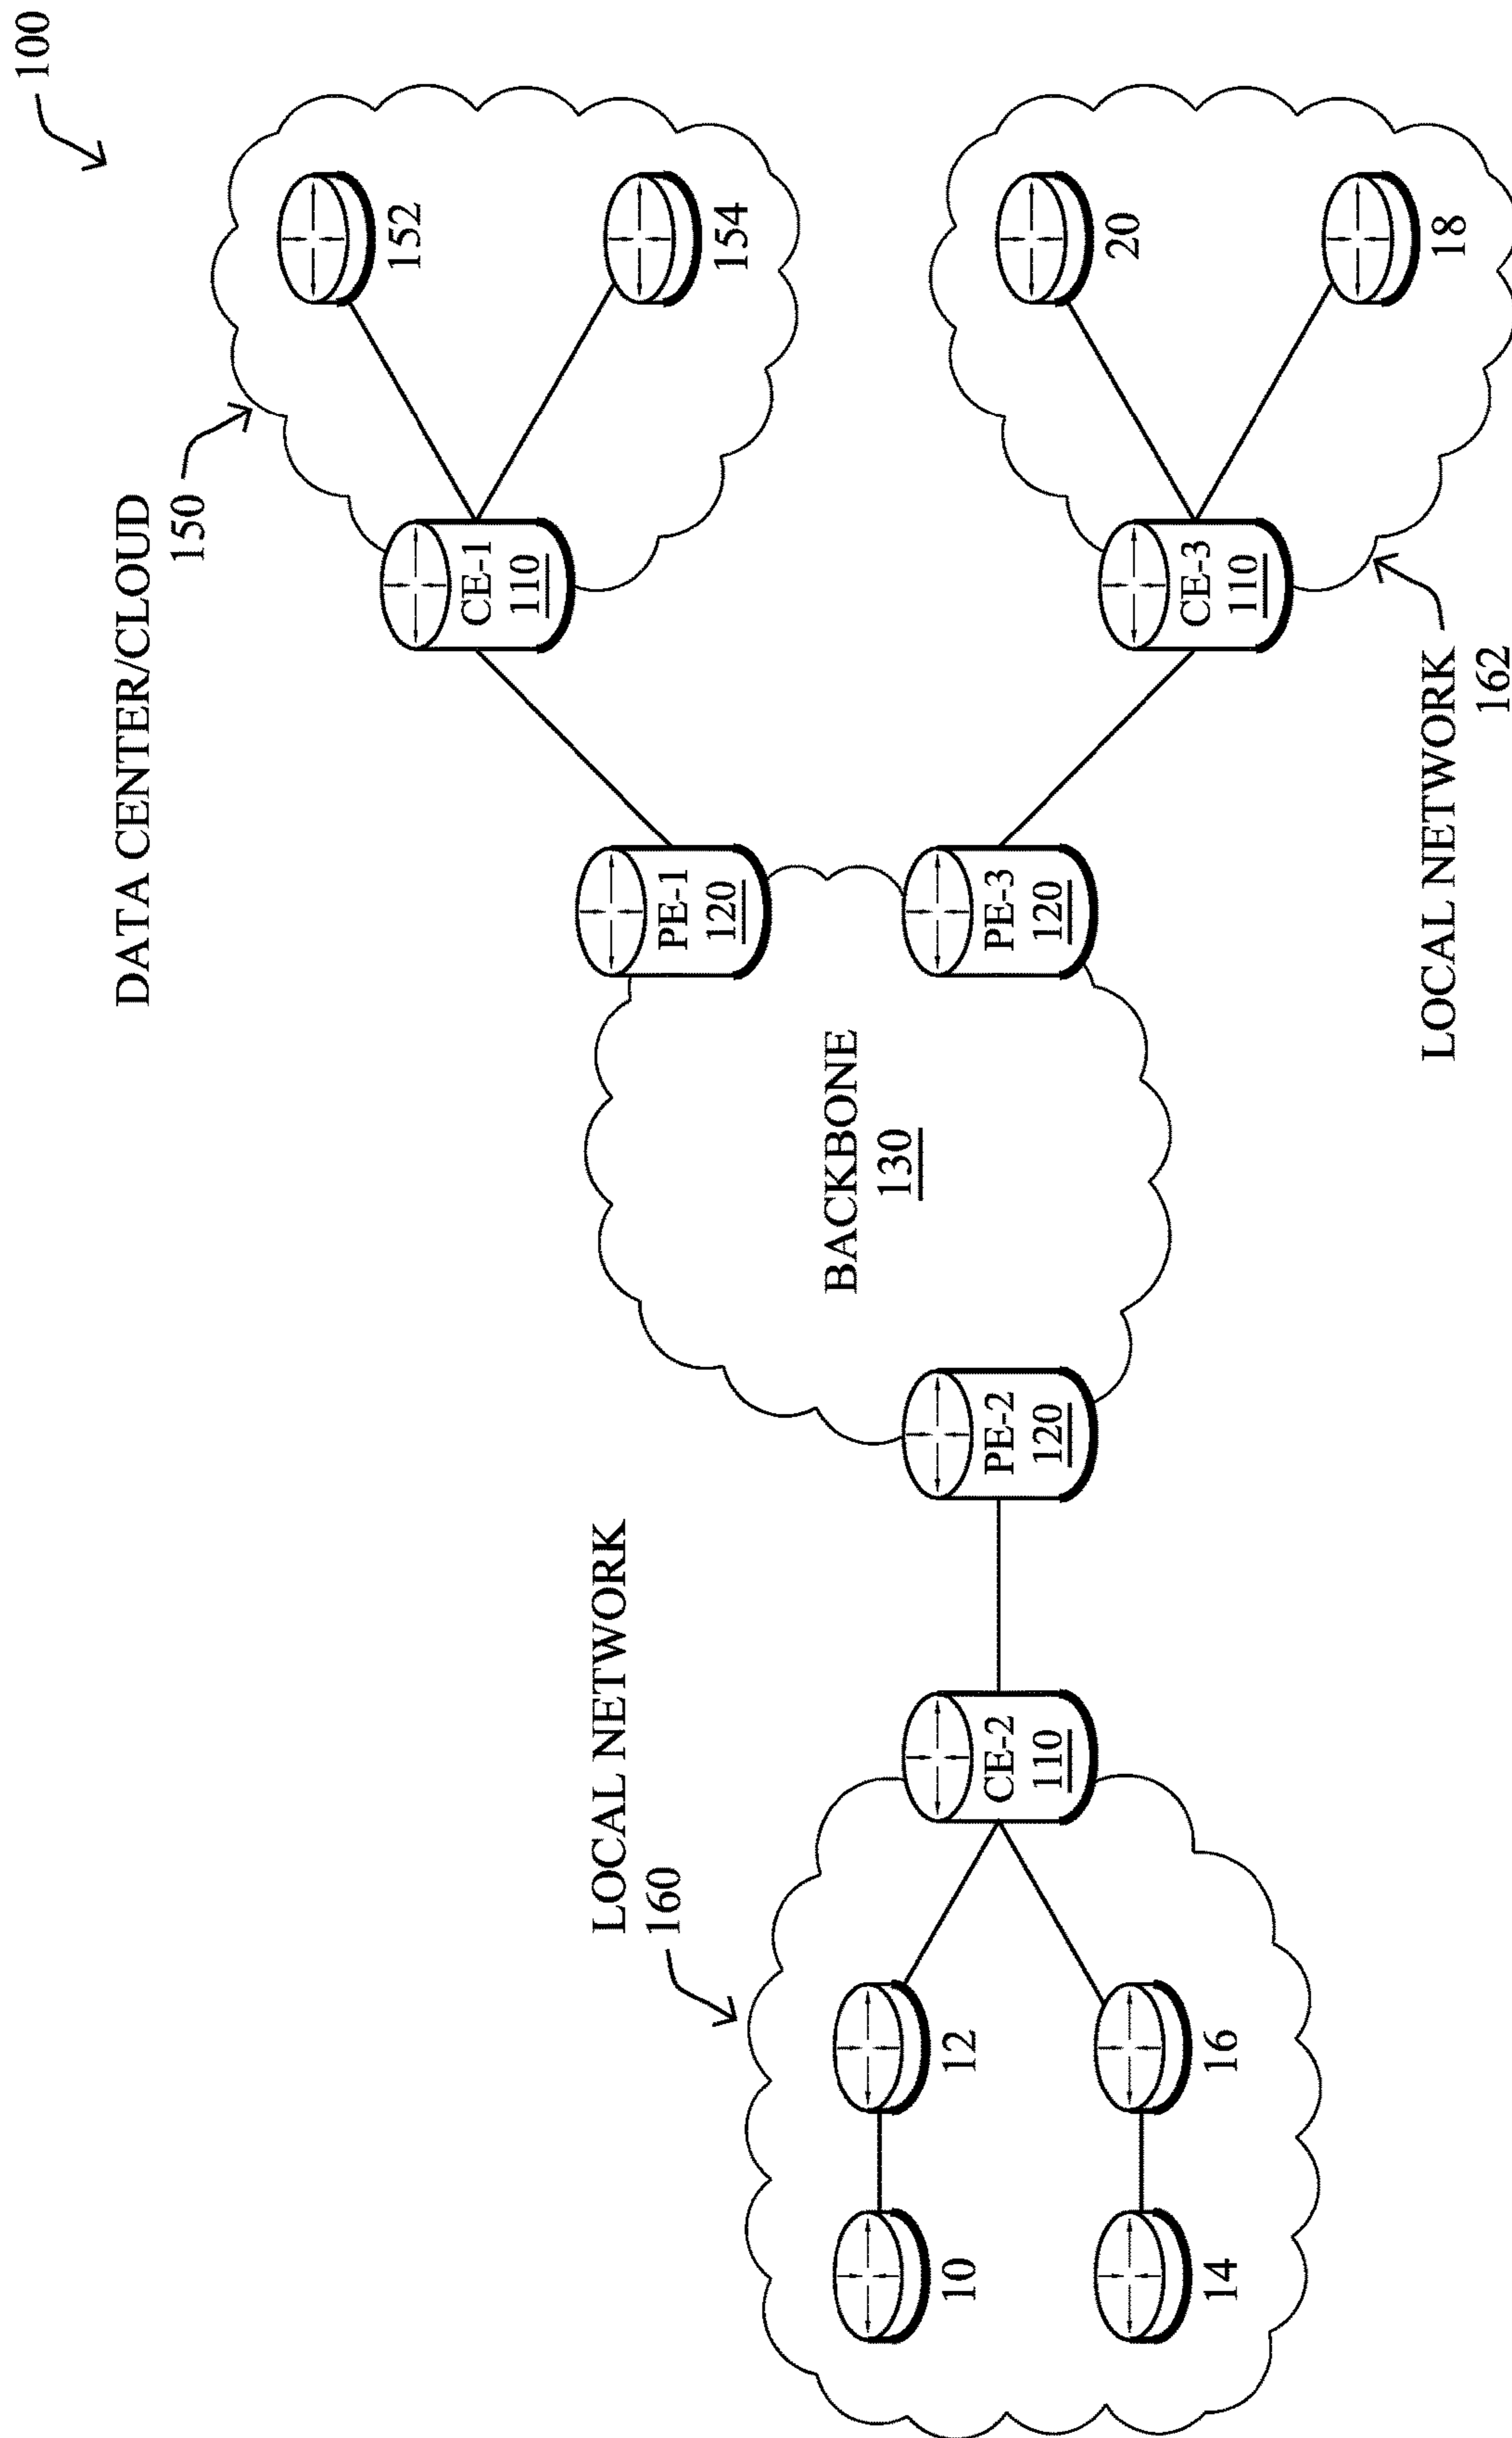 100
DATA CENTER/CLOUD
150
152
154
CE-1
110
PE-1
120
LOCAL NETWORK
160
BACKBONE
130
10
12
14
16
CE-2
110
PE-2
120
PE-3
120
CE-3
110
20
18
LOCAL NETWORK
162